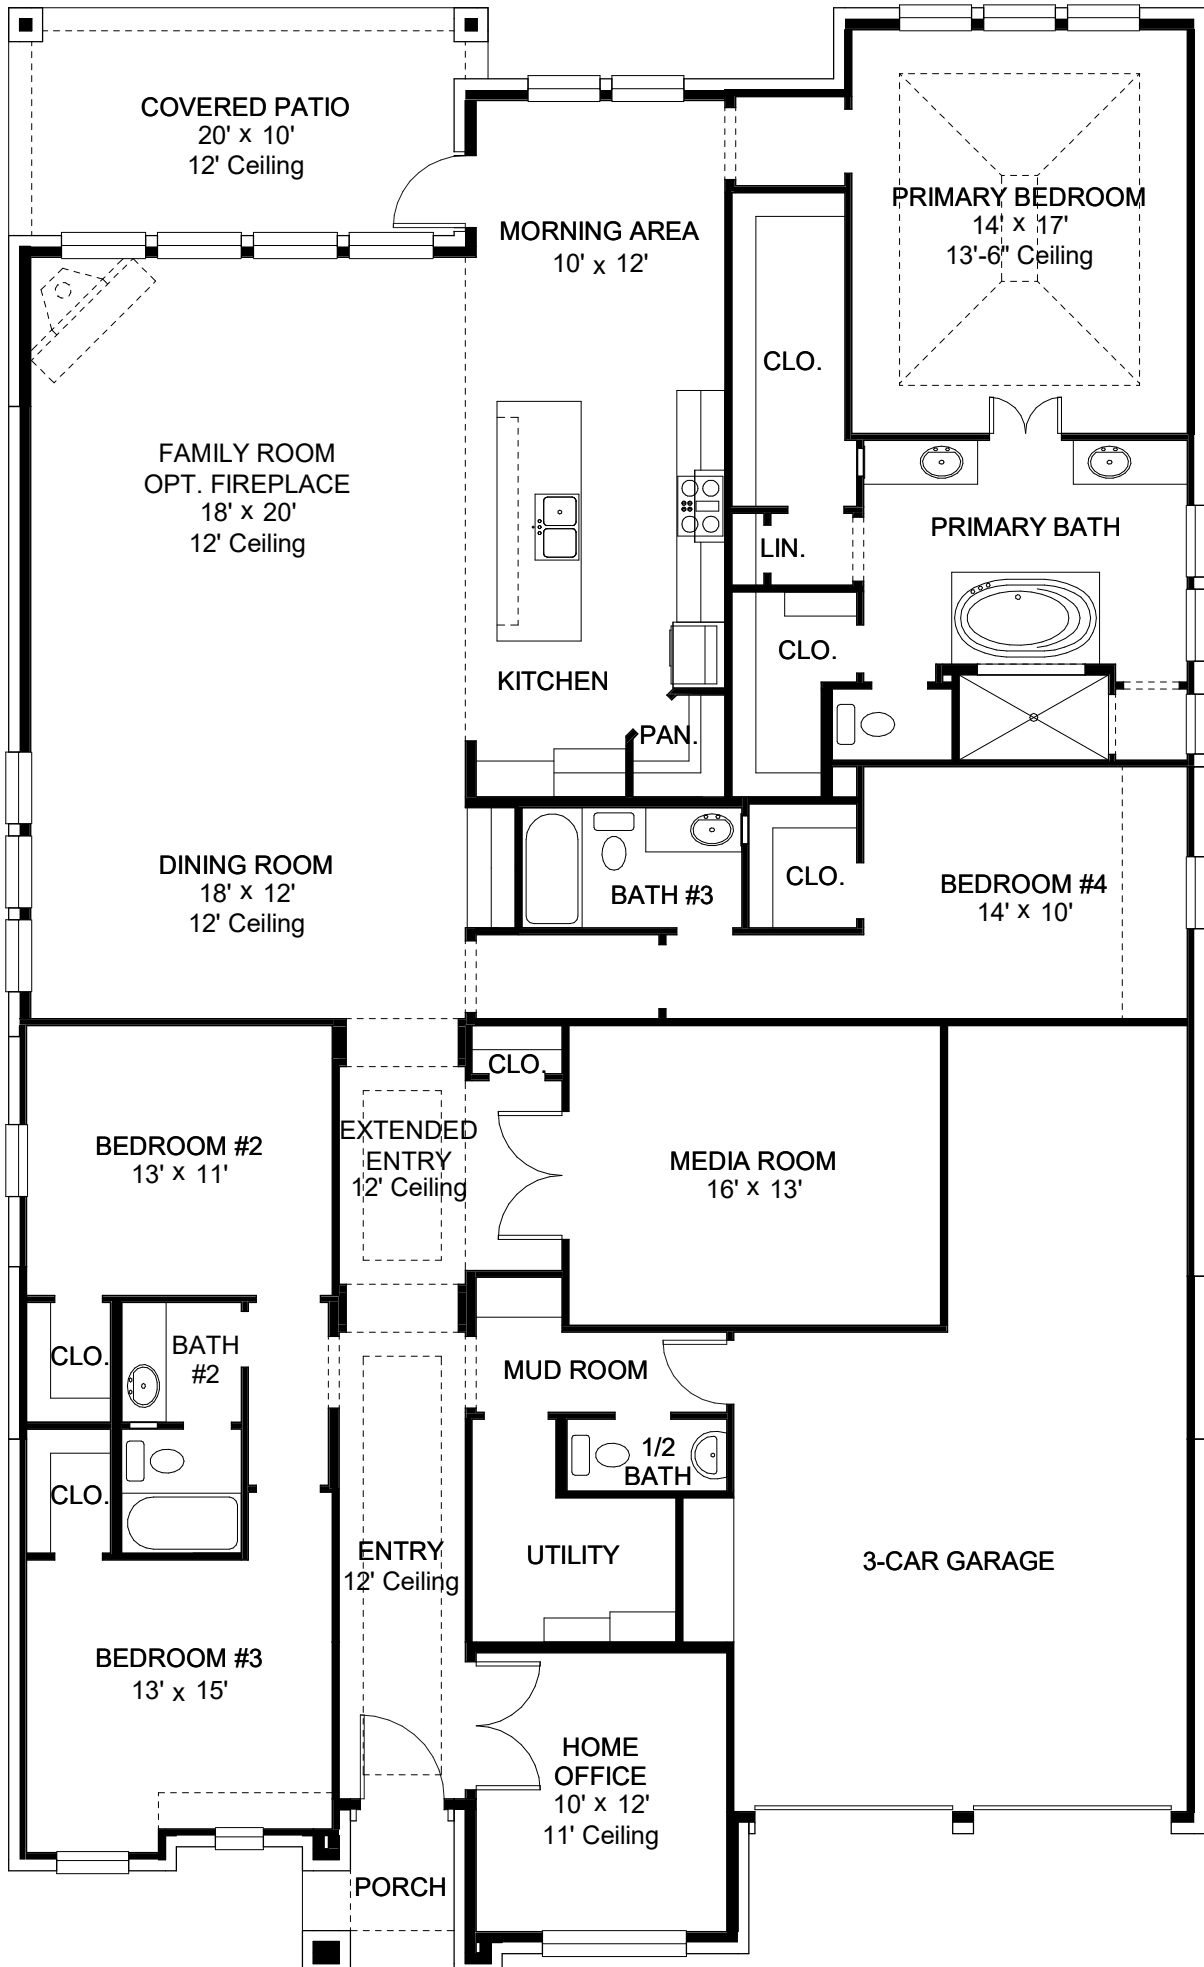 COVERED PATIO
20' x 10'
12' Ceiling
PRIMARY BEDROOM
14' x 17'
13'-6" Ceiling
MORNING AREA
10' x 12'
CLO.
FAMILY ROOM
OPT. FIREPLACE
18' x 20'
12' Ceiling
PRIMARY BATH
LIN.
CLO.
KITCHEN
PAN.
DINING ROOM
18' x 12'
12' Ceiling
BATH #3
CLO.
BEDROOM #4
14' x 10'
CLO.
BEDROOM #2
13' x 11'
EXTENDED
ENTRY
12' Ceiling
MEDIA ROOM
16' x 13'
CLO.
BATH
#2
MUD ROOM
1/2
BATH
CLO.
ENTRY
12' Ceiling
UTILITY
3-CAR GARAGE
BEDROOM #3
13' x 15'
HOME
OFFICE
10' x 12'
11' Ceiling
PORCH